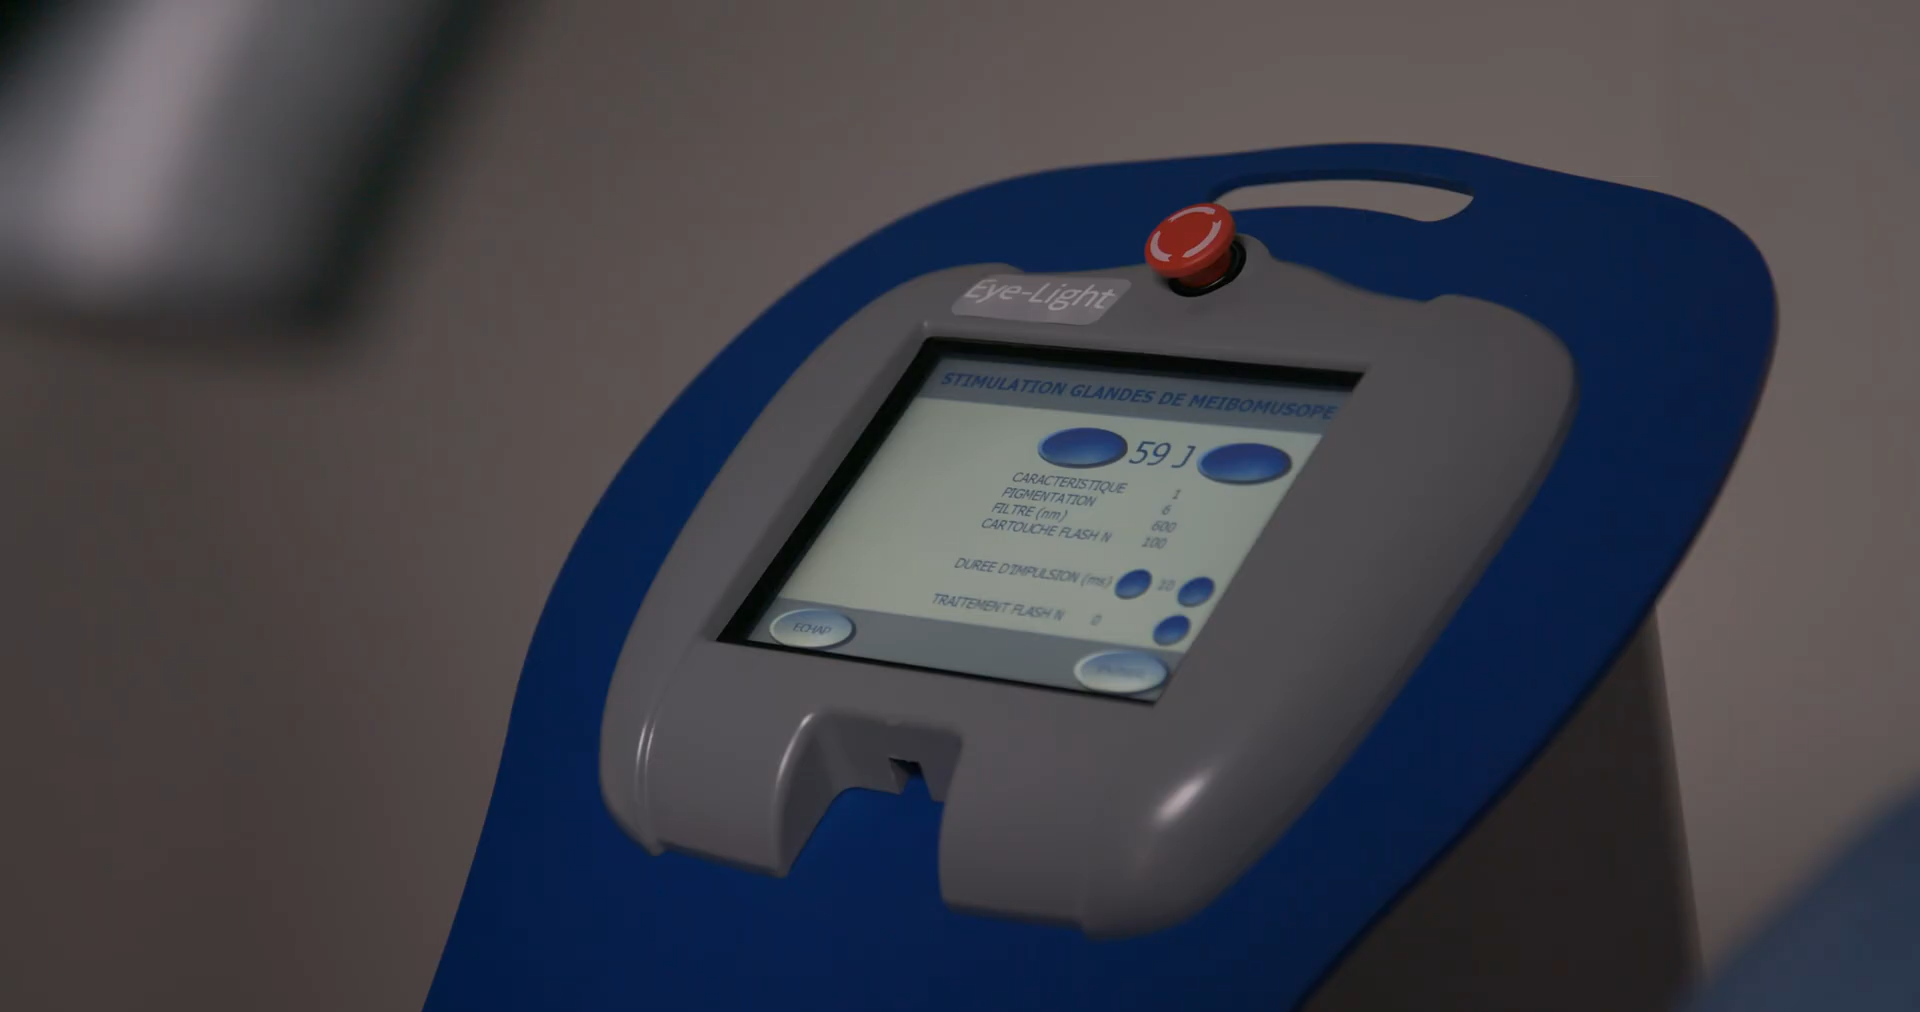 Eye-Light
STIMULATION GLANDES DE MEIBOMUSOPE
59 J
CARACTERISTIQUE 1
PIGMENTATION 6
FILTRE (nm) 600
CARTOUCHE FLASH N 100
DUREE D'IMPULSION (ms) 10
TRAITEMENT FLASH N 0
ECHAP